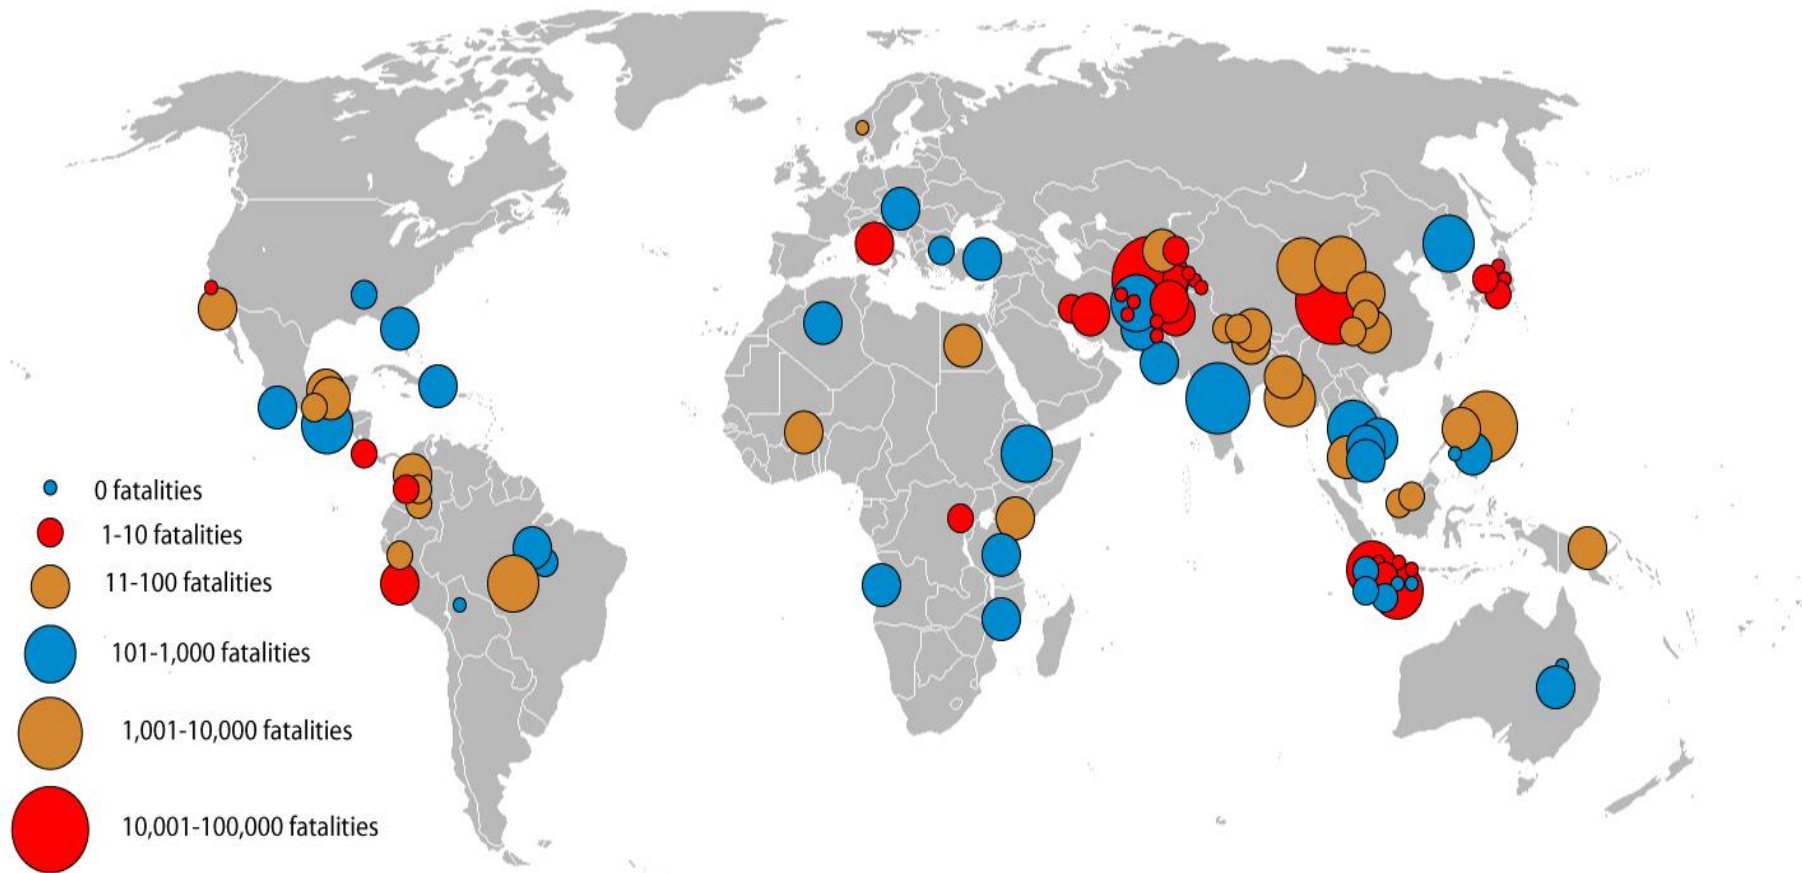 0 fatalities
1-10 fatalities
11-100 fatalities
101-1,000 fatalities
1,001-10,000 fatalities
10,001-100,000 fatalities